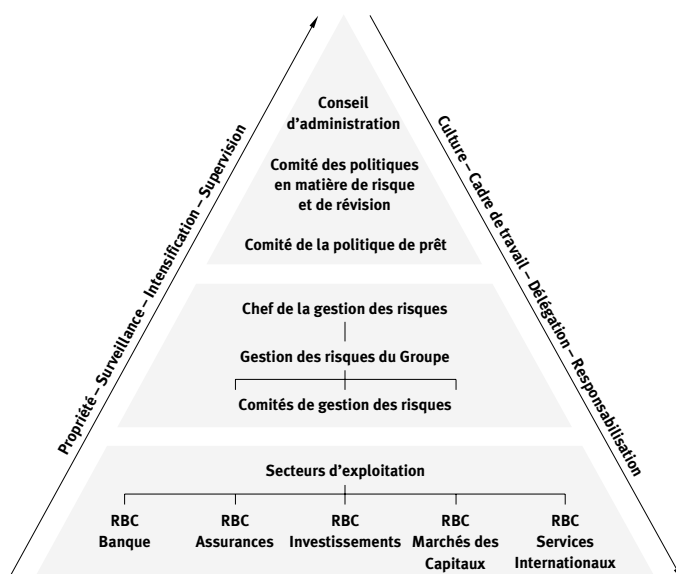 Conseil
d'administration
Comité des politiques
en matière de risque
et de révision
Comité de la politique de prêt
Propriété – Surveillance – Intensification – Supervision
Culture – Cadre de travail – Délégation – Responsabilisation
Chef de la gestion des risques
Gestion des risques du Groupe
Comités de gestion des risques
Secteurs d'exploitation
RBC
Banque
RBC
Assurances
RBC
Investissements
RBC
Marchés des
Capitaux
RBC
Services
Internationaux